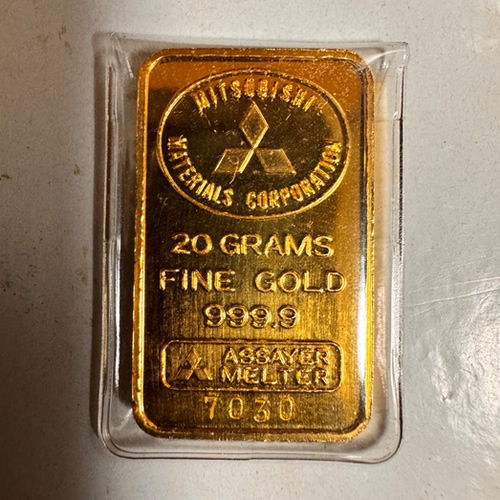 MITSUBISHI
MATERIALS CORPORATION
20 GRAMS
FINE GOLD
999.9
ASSAYER
MELTER
7030